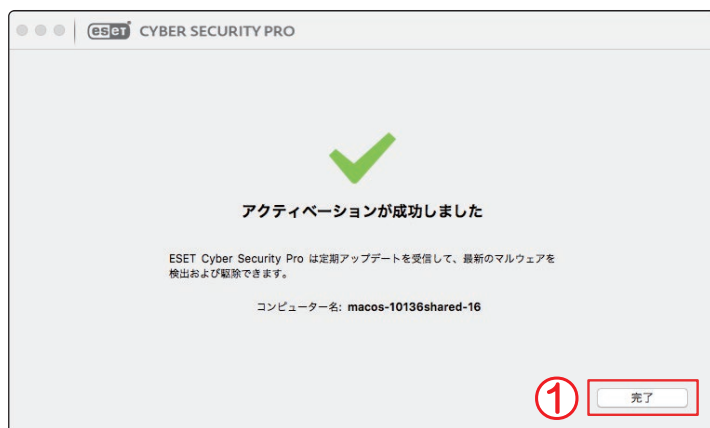 eset CYBER SECURITY PRO
アクティベーションが成功しました
ESET Cyber Security Pro は定期アップデートを受信して、最新のマルウェアを
検出および駆除できます。
コンピューター名: macos-10136shared-16
① 完了